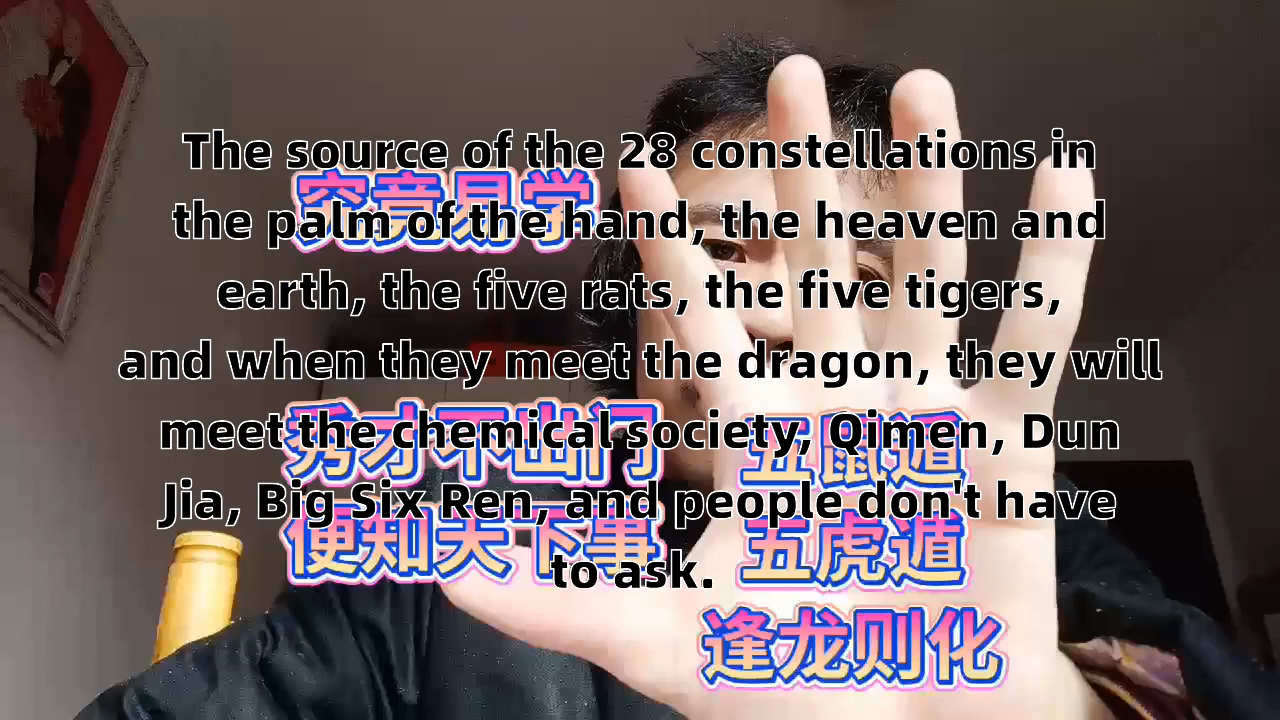 The source of the 28 constellations in
究竟易学
the palm of the hand, the heaven and
earth, the five rats, the five tigers,
and when they meet the dragon, they will
meet the chemical society, Qimen, Dun
秀才不出门
五鼠遁
Jia, Big Six Ren, and people don't have
便知天下事
五虎遁
to ask.
逢龙则化